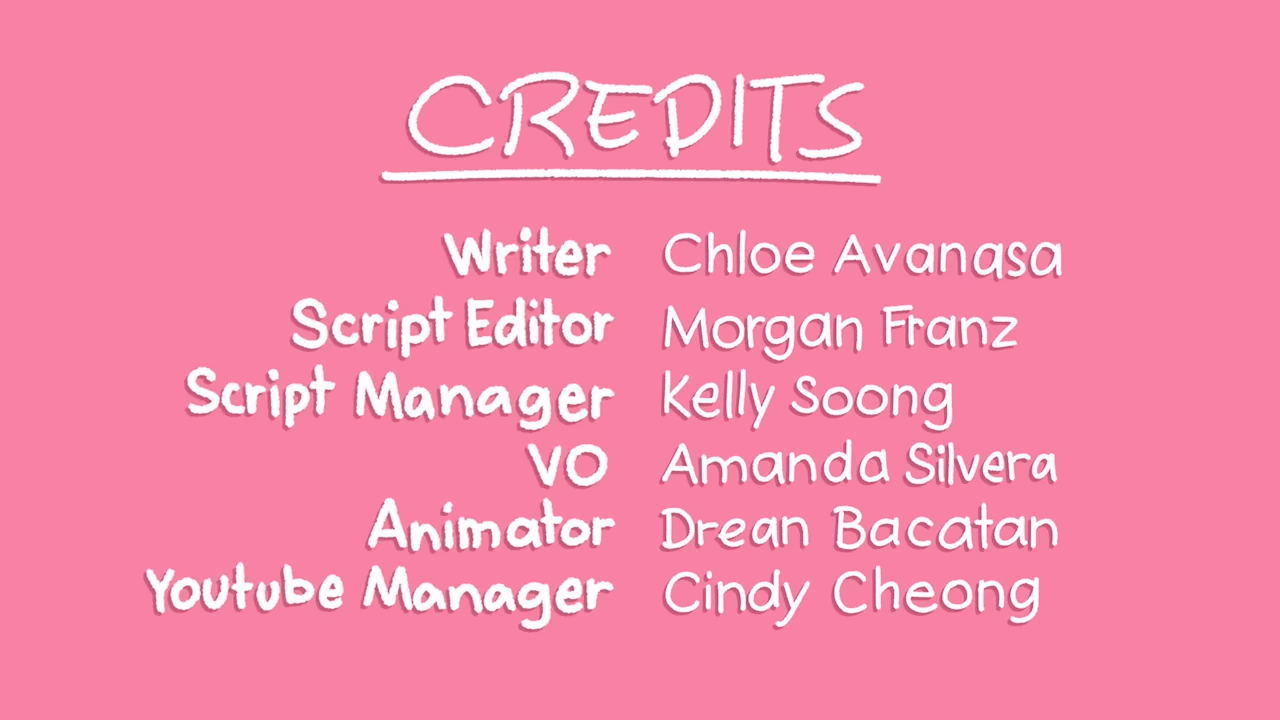 CREDITS
Writer Chloe Avanasa
Script Editor Morgan Franz
Script Manager Kelly Soong
VO Amanda Silvera
Animator Drean Bacatan
Youtube Manager Cindy Cheong